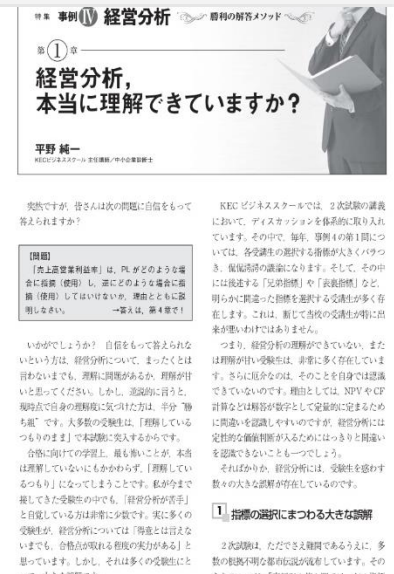 特集 事例Ⅳ 経営分析 勝利の解答メソッド
第1章
経営分析，
本当に理解できていますか？
平野 純一
KECビジネススクール 主任講師／中小企業診断士
突然ですが，皆さんは次の問題に自信をもって
答えられますか？
【問題】
「売上高営業利益率」は，PLがどのような場
合に指摘（使用）し，逆にどのような場合に指
摘（使用）してはいけないか，理由とともに説
明しなさい。 →答えは，第4章で！
いかがでしょうか？ 自信をもって答えられな
いという方は，経営分析について，まったくとは
言わないまでも，理解に問題があるか，理解が甘
いと思ってください。しかし，逆説的に言うと，
現時点で自身の理解度に気づけた方は，半分“勝
ち組”です。大多数の受験生は，「理解している
つもりのまま」で本試験に突入するからです。
合格に向けての学習上，最も怖いことが，本当
は理解していないにもかかわらず，「理解してい
るつもり」になってしまうことです。私が今まで
接してきた受験生の中でも，「経営分析が苦手」
と自覚している方は非常に少数です。実に多くの
受験生が，経営分析については「得意とは言えな
いまでも，合格点が取れる程度の実力がある」と
思っています。しかし，それは多くの受験生にと
KECビジネススクールでは，2次試験の講義
において，ディスカッションを体系的に取り入れ
ています。その中で，毎年，事例4の第1問につ
いては，各受講生の選択する指標が大きくバラつ
き，侃侃諤諤の議論になります。そして，その中
には後述する「兄弟指標」や「表裏指標」など，
明らかに間違った指標を選択する受講生が多く存
在します。これは，断じて当校の受講生が特に出
来が悪いわけではありません。
つまり，経営分析の理解ができていない，また
は理解が甘い受験生は，非常に多く存在していま
す。さらに厄介なのは，そのことを自身では認識
できていないのです。理由としては，NPVやCF
計算などは解答が数字として定量的に定まるため
に間違いを認識しやすいのですが，経営分析には
定性的な価値判断が入るためにはっきりと間違い
を認識できないことも一つでしょう。
そればかりか，経営分析には，受験生を惑わす
数々の大きな誤解が存在しているのです。
1 指標の選択にまつわる大きな誤解
2次試験は，ただでさえ難関であるうえに，多
数の根拠不明な都市伝説が流布しています。その